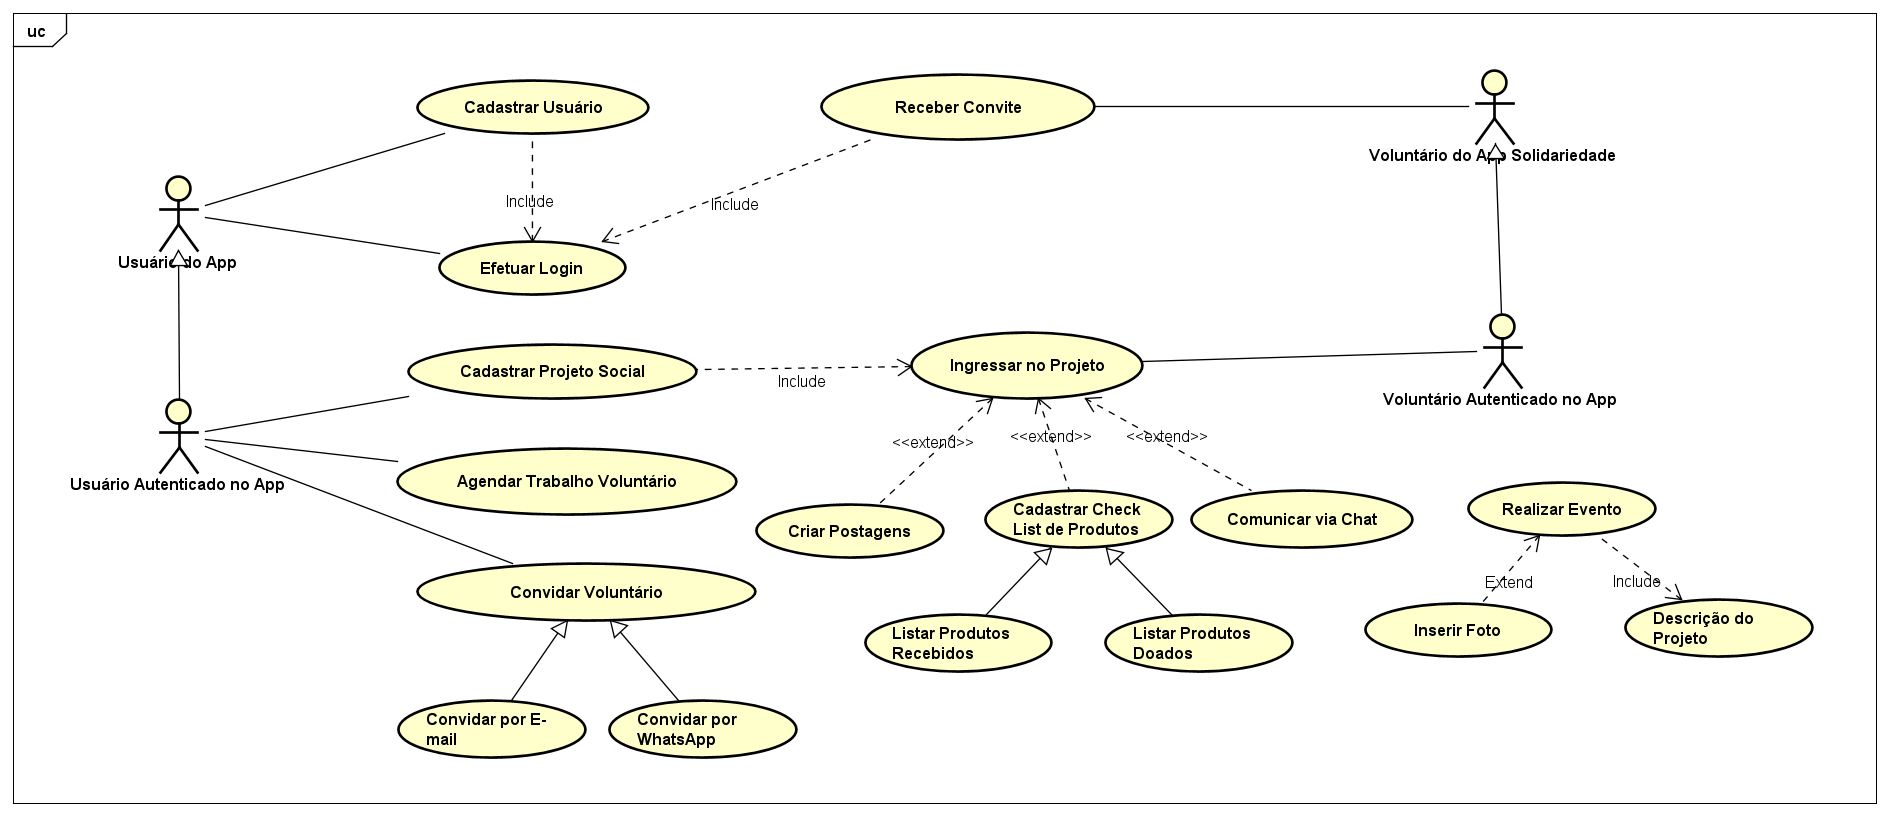 uc
Cadastrar Usuário
Receber Convite
Voluntário do App Solidariedade
Include
Include
Usuário do App
Efetuar Login
Cadastrar Projeto Social
Include
Ingressar no Projeto
Voluntário Autenticado no App
<<extend>>
<<extend>>
<<extend>>
Usuário Autenticado no App
Agendar Trabalho Voluntário
Criar Postagens
Cadastrar Check
List de Produtos
Comunicar via Chat
Realizar Evento
Extend
Include
Convidar Voluntário
Listar Produtos
Recebidos
Listar Produtos
Doados
Inserir Foto
Descrição do
Projeto
Convidar por E-
mail
Convidar por
WhatsApp